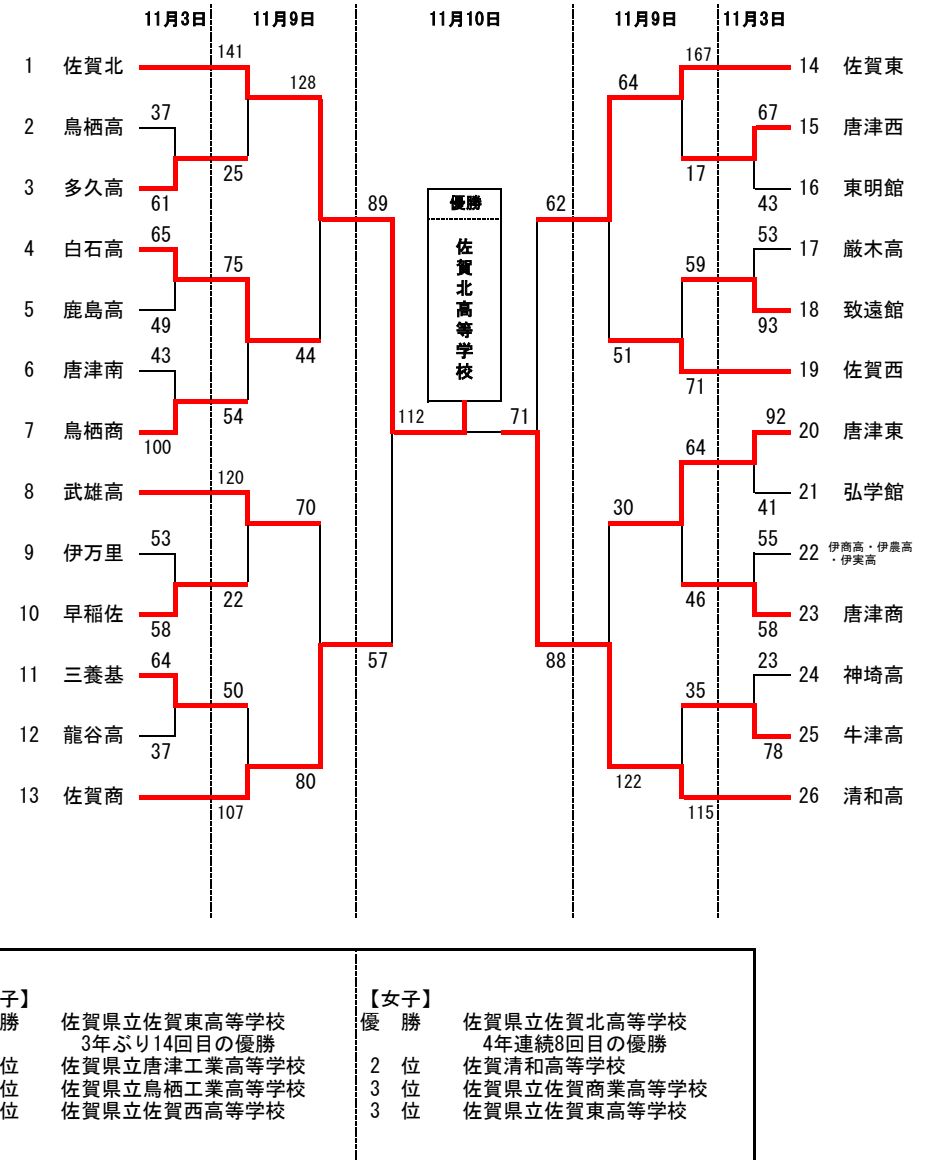 11月3日 11月9日 11月10日 11月9日 11月3日
141 167
1 佐賀北 14 佐賀東
128 64
37 67
2 鳥栖高 15 唐津西
25 17
3 多久高 16 東明館
61 43
89 優勝 62
65 53
4 白石高 17 厳木高
佐賀北高等学校
75 59
5 鹿島高 18 致遠館
49 93
43 44 51
6 唐津南 19 佐賀西
71
54 112 71 92
7 鳥栖商 20 唐津東
100 64
120
8 武雄高 21 弘学館
70 30 41
53 55
9 伊万里 22 伊商高・伊農高
・伊実高
22 46
10 早稲佐 23 唐津商
58 58
64 57 88 23
11 三養基 24 神埼高
50 35
12 龍谷高 25 牛津高
37 78
80 122
13 佐賀商 26 清和高
107 115
子】 【女子】
勝 佐賀県立佐賀東高等学校 優 勝 佐賀県立佐賀北高等学校
3年ぶり14回目の優勝 4年連続8回目の優勝
位 佐賀県立唐津工業高等学校 2 位 佐賀清和高等学校
位 佐賀県立鳥栖工業高等学校 3 位 佐賀県立佐賀商業高等学校
位 佐賀県立佐賀西高等学校 3 位 佐賀県立佐賀東高等学校